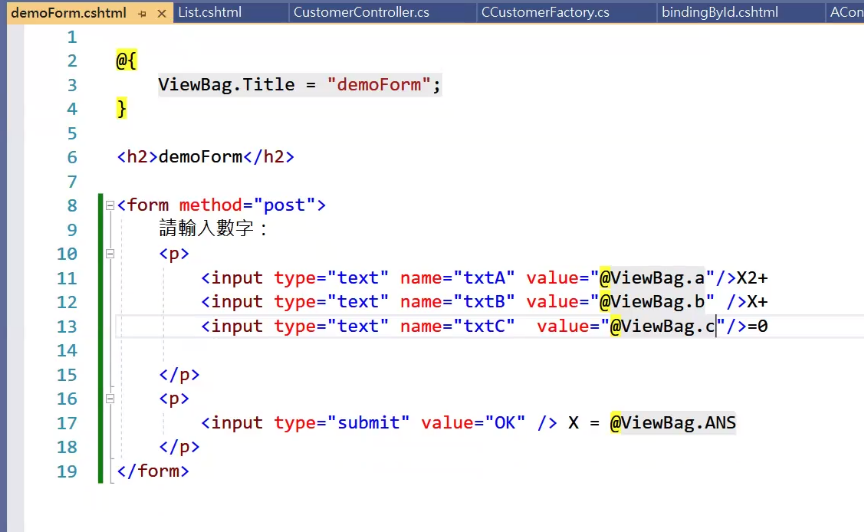 demoForm.cshtml List.cshtml CustomerController.cs CCustomerFactory.cs bindingById.cshtml ACon
1
2 @{
3 ViewBag.Title = "demoForm";
4 }
5
6 <h2>demoForm</h2>
7
8 <form method="post">
9 請輸入數字：
10 <p>
11 <input type="text" name="txtA" value="@ViewBag.a"/>X2+
12 <input type="text" name="txtB" value="@ViewBag.b" />X+
13 <input type="text" name="txtC"  value="@ViewBag.c"/>=0
14
15 </p>
16 <p>
17 <input type="submit" value="OK" /> X = @ViewBag.ANS
18 </p>
19 </form>